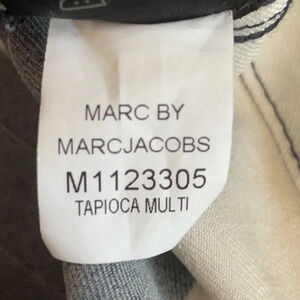 MARC BY
MARCJACOBS
M1123305
TAPIOCA MULTI